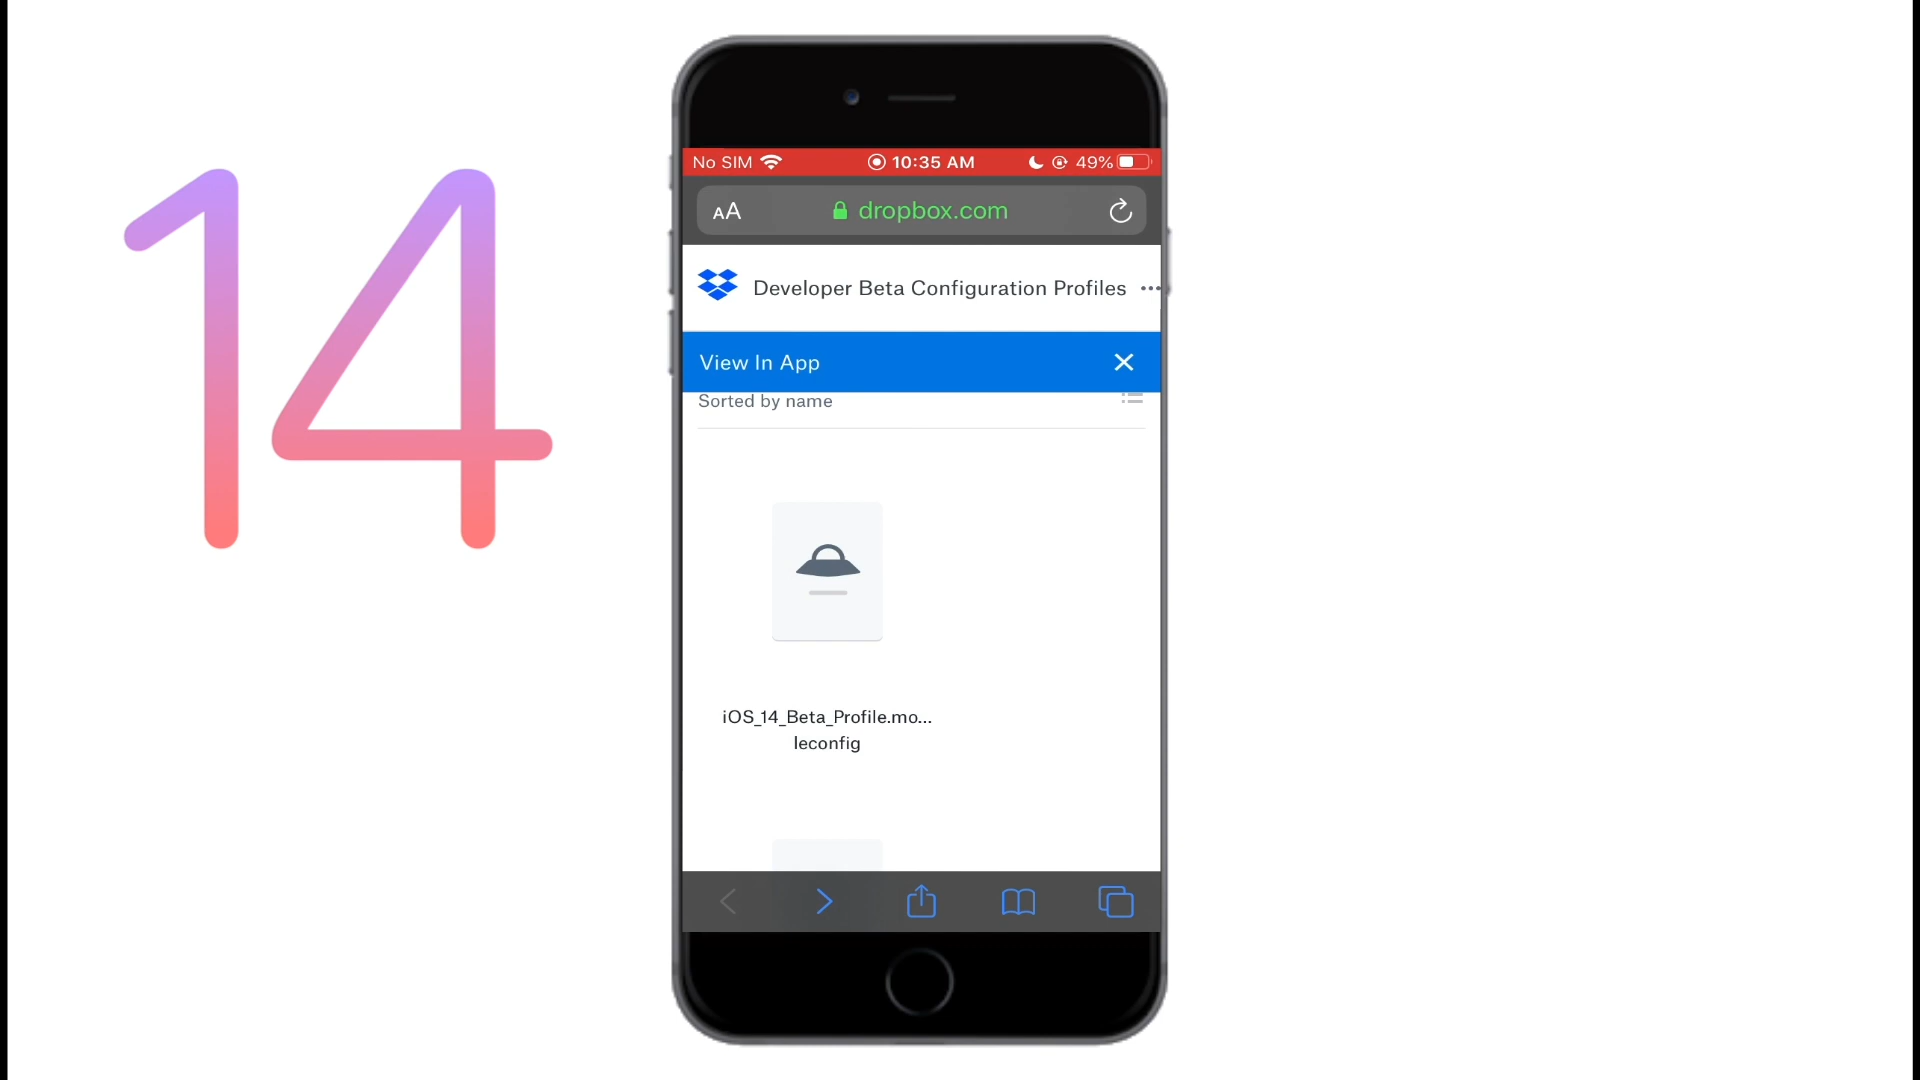 14
No SIM 10:35 AM 49%
AA dropbox.com
Developer Beta Configuration Profiles ...
View In App
Sorted by name
iOS_14_Beta_Profile.mo...
leconfig